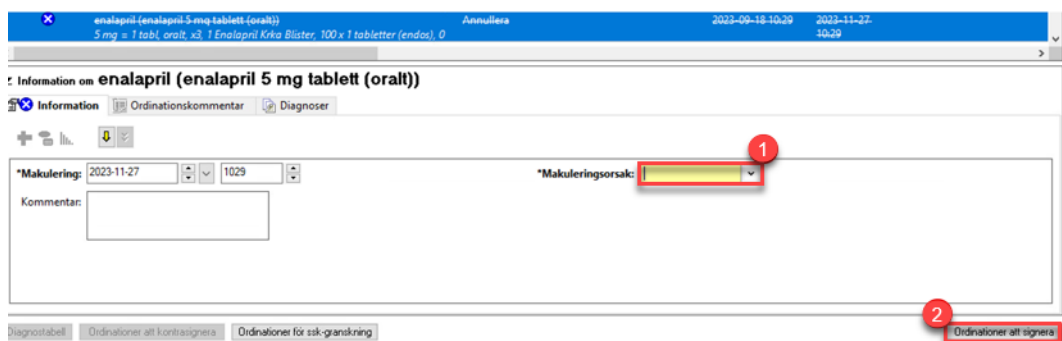 enalapril (enalapril 5 mg tablett (oralt)) Annullera 2023-09-18 10:29 2023-11-27
5 mg = 1 tabl, oralt, x3, 1 Enalapril Krka Blister, 100 x 1 tabletter (endos), 0 10:29
Information om enalapril (enalapril 5 mg tablett (oralt))
Information Ordinationskommentar Diagnoser
1
*Makulering: 2023-11-27 1029 *Makuleringsorsak:
Kommentar:
2
Diagnostabell Ordinationer att kontrasignera Ordinationer för ssk-granskning Ordinationer att signera